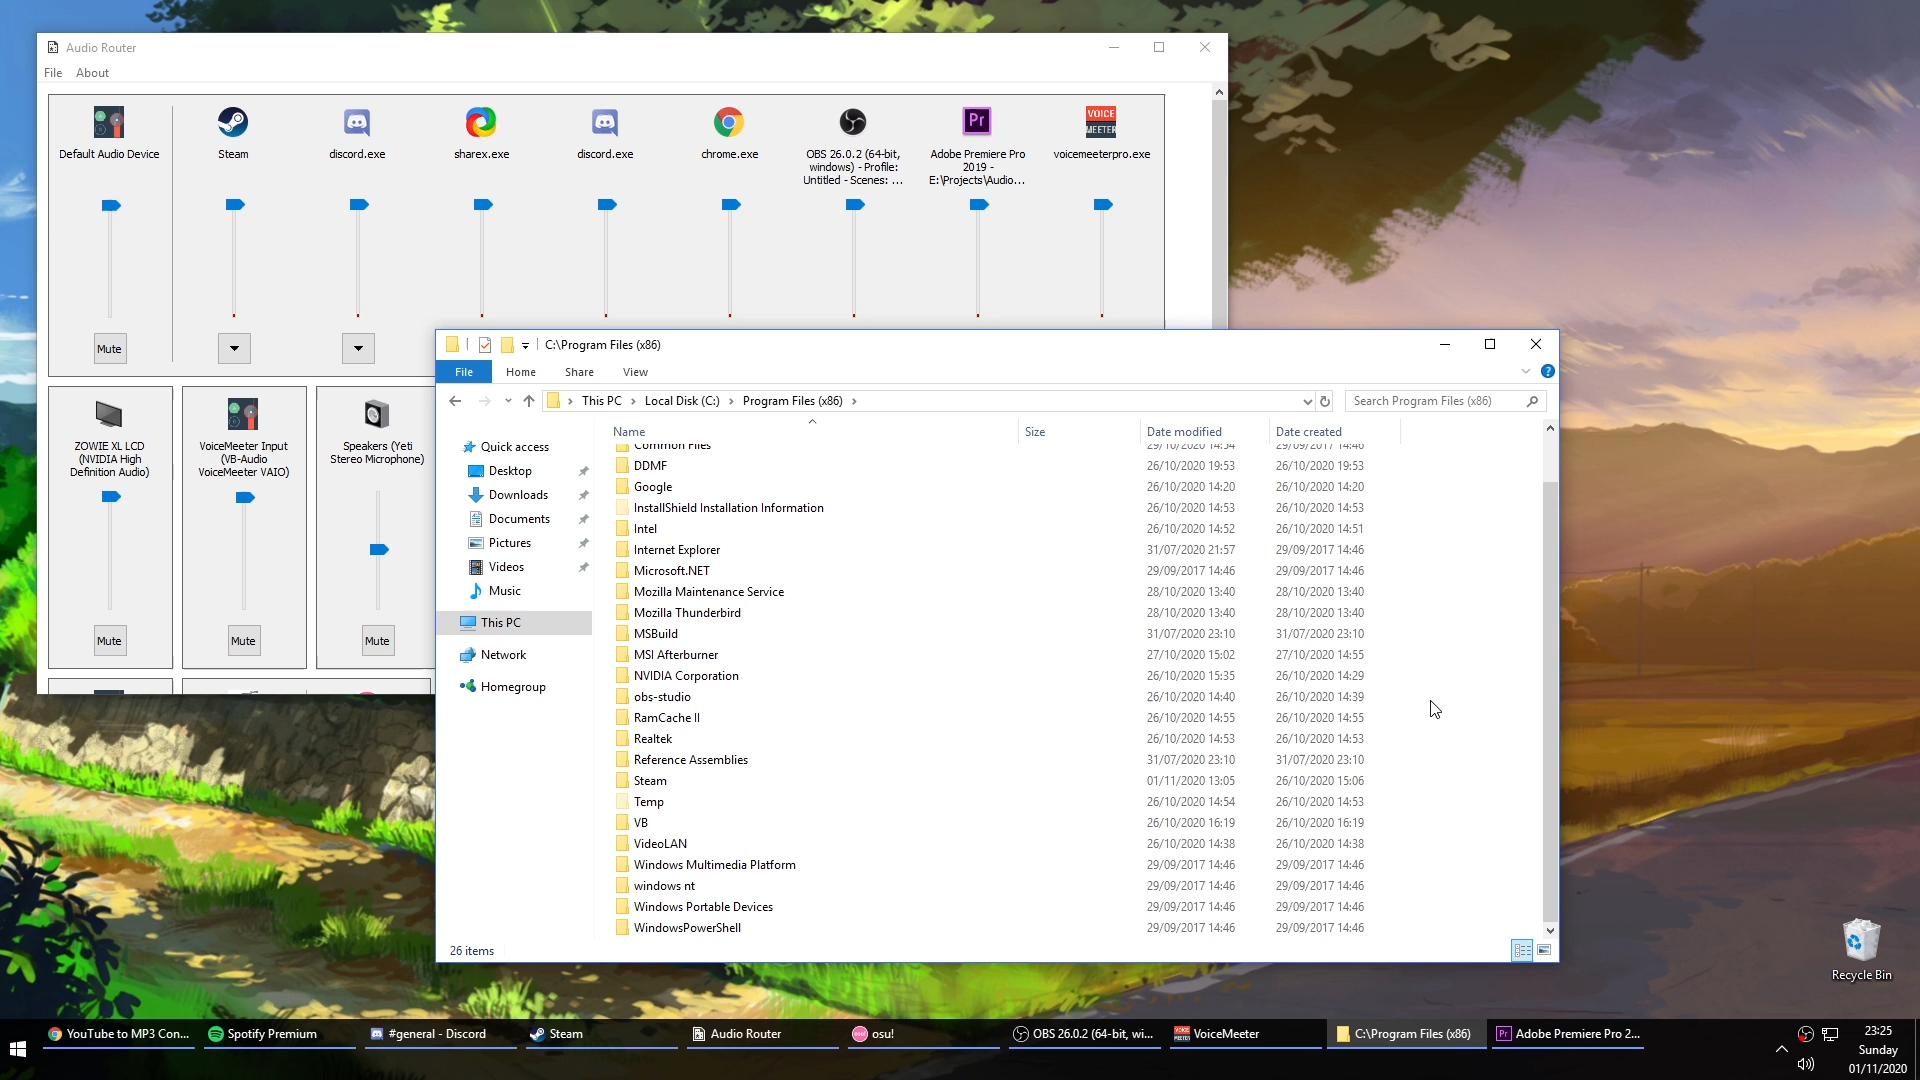 Audio Router
File About
Default Audio Device
Steam
discord.exe
sharex.exe
discord.exe
chrome.exe
OBS 26.0.2 (64-bit,
windows) - Profile:
Untitled - Scenes: ...
Adobe Premiere Pro
2019 -
E:\Projects\Audio...
VOICE
MEETER
voicemeeterpro.exe
Mute
ZOWIE XL LCD
(NVIDIA High
Definition Audio)
VoiceMeeter Input
(VB-Audio
VoiceMeeter VAIO)
Speakers (Yeti
Stereo Microphone)
Mute
Mute
Mute
C:\Program Files (x86)
File Home Share View
This PC Local Disk (C:) Program Files (x86)
Search Program Files (x86)
Quick access
Desktop
Downloads
Documents
Pictures
Videos
Music
This PC
Network
Homegroup
Name Size Date modified Date created
Common Files 29/10/2020 14:54 29/09/2017 14:46
DDMF 26/10/2020 19:53 26/10/2020 19:53
Google 26/10/2020 14:20 26/10/2020 14:20
InstallShield Installation Information 26/10/2020 14:53 26/10/2020 14:53
Intel 26/10/2020 14:52 26/10/2020 14:51
Internet Explorer 31/07/2020 21:57 29/09/2017 14:46
Microsoft.NET 29/09/2017 14:46 29/09/2017 14:46
Mozilla Maintenance Service 28/10/2020 13:40 28/10/2020 13:40
Mozilla Thunderbird 28/10/2020 13:40 28/10/2020 13:40
MSBuild 31/07/2020 23:10 31/07/2020 23:10
MSI Afterburner 27/10/2020 15:02 27/10/2020 14:55
NVIDIA Corporation 26/10/2020 15:35 26/10/2020 14:29
obs-studio 26/10/2020 14:40 26/10/2020 14:39
RamCache II 26/10/2020 14:55 26/10/2020 14:55
Realtek 26/10/2020 14:53 26/10/2020 14:53
Reference Assemblies 31/07/2020 23:10 31/07/2020 23:10
Steam 01/11/2020 13:05 26/10/2020 15:06
Temp 26/10/2020 14:54 26/10/2020 14:53
VB 26/10/2020 16:19 26/10/2020 16:19
VideoLAN 26/10/2020 14:38 26/10/2020 14:38
Windows Multimedia Platform 29/09/2017 14:46 29/09/2017 14:46
windows nt 29/09/2017 14:46 29/09/2017 14:46
Windows Portable Devices 29/09/2017 14:46 29/09/2017 14:46
WindowsPowerShell 29/09/2017 14:46 29/09/2017 14:46
26 items
Recycle Bin
YouTube to MP3 Con...
Spotify Premium
#general - Discord
Steam
Audio Router
osu!
OBS 26.0.2 (64-bit, wi...
VoiceMeeter
C:\Program Files (x86)
Pr
Adobe Premiere Pro 2...
23:25
Sunday
01/11/2020